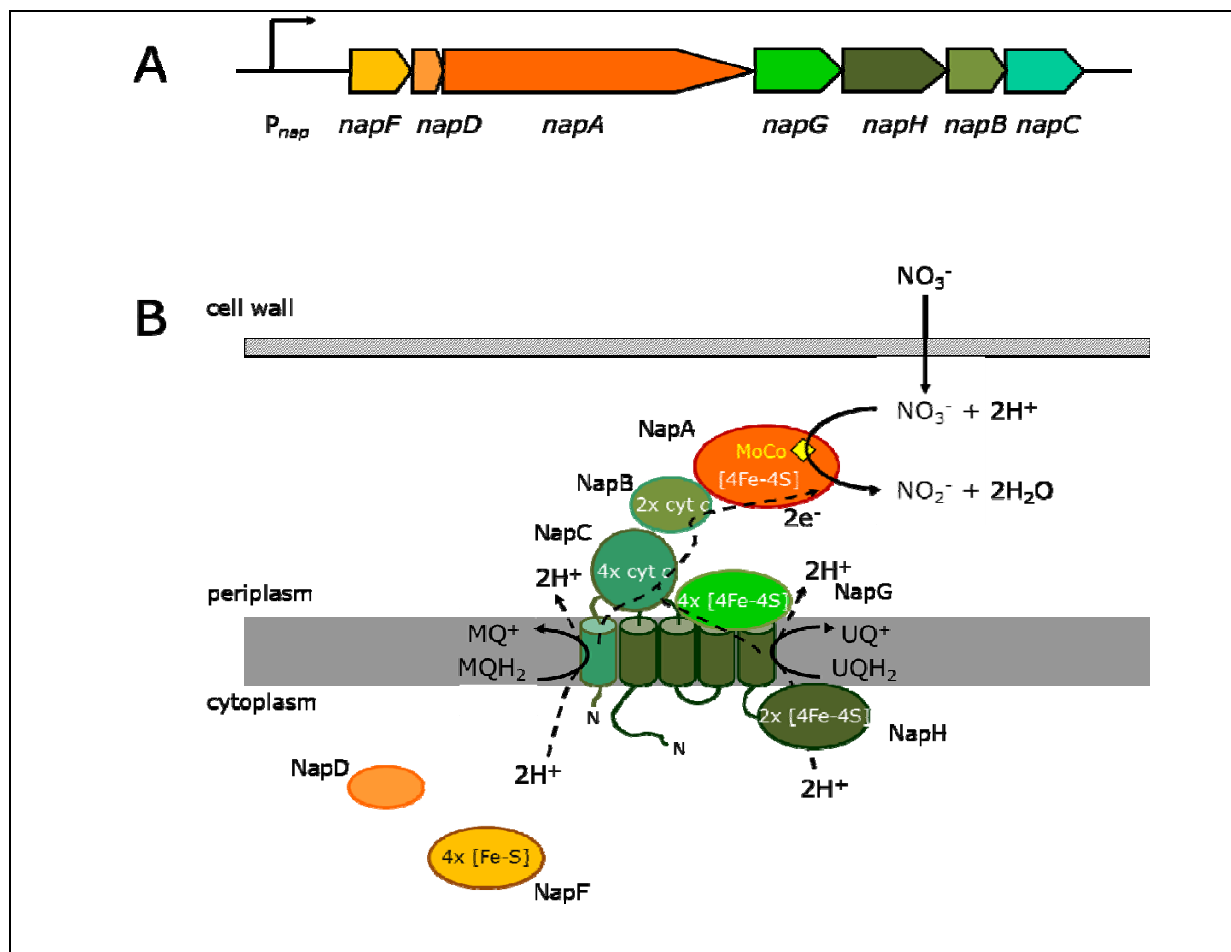 A
P_nap napF napD napA napG napH napB napC
B
cell wall
NO₃⁻
NO₃⁻ + 2H⁺
NapA
MoCo
[4Fe-4S]
NapB
2x cyt c
NO₂⁻ + 2H₂O
2e⁻
NapC
4x cyt c
2H⁺
2H⁺
NapG
4x [4Fe-4S]
periplasm
MQ⁺
UQ⁺
MQH₂
UQH₂
cytoplasm
N
2x [4Fe-4S]
NapH
N
NapD
2H⁺
2H⁺
4x [Fe-S]
NapF